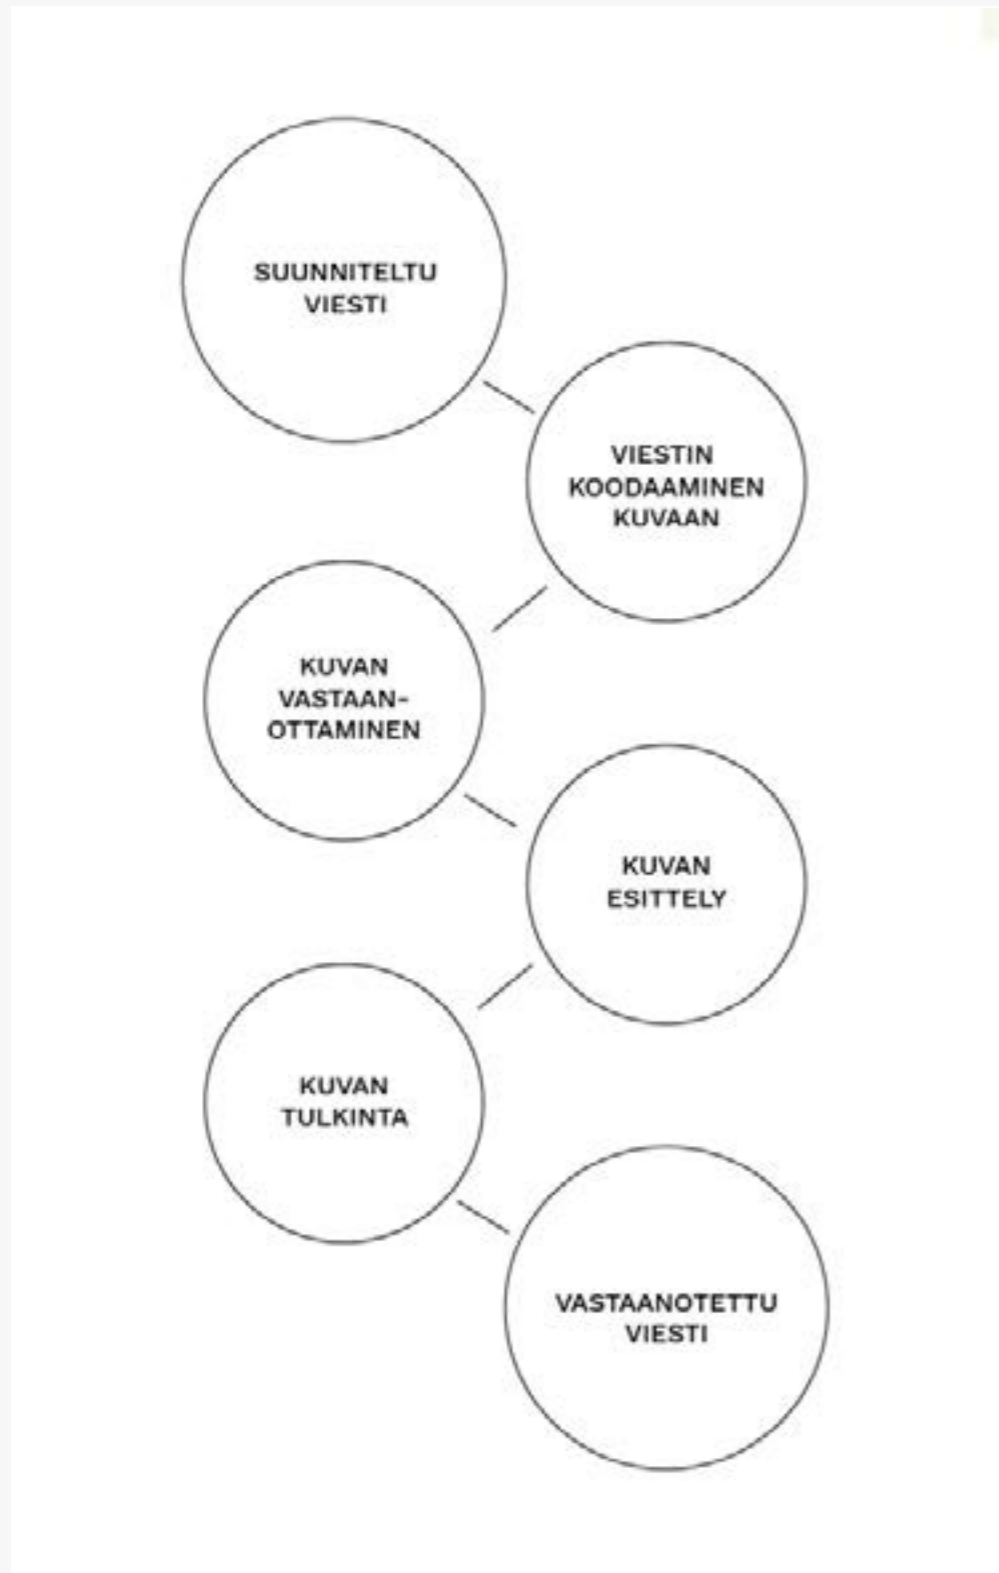 SUUNNITELTU
VIESTI
VIESTIN
KOODAAMINEN
KUVAAN
KUVAN
VASTAAN-
OTTAMINEN
KUVAN
ESITTELY
KUVAN
TULKINTA
VASTAANOTETTU
VIESTI